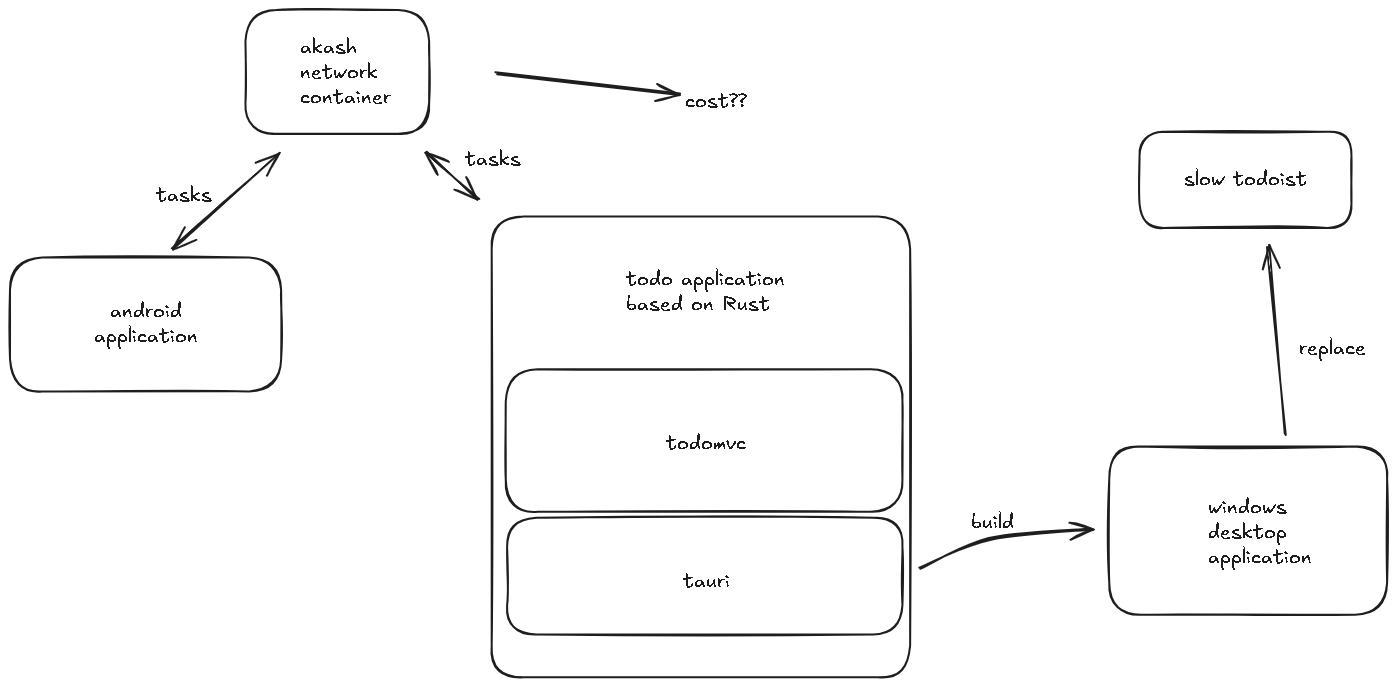 akash
network
container
cost??
tasks
tasks
slow todoist
todo application
based on Rust
android
application
replace
todomvc
build
windows
desktop
application
tauri